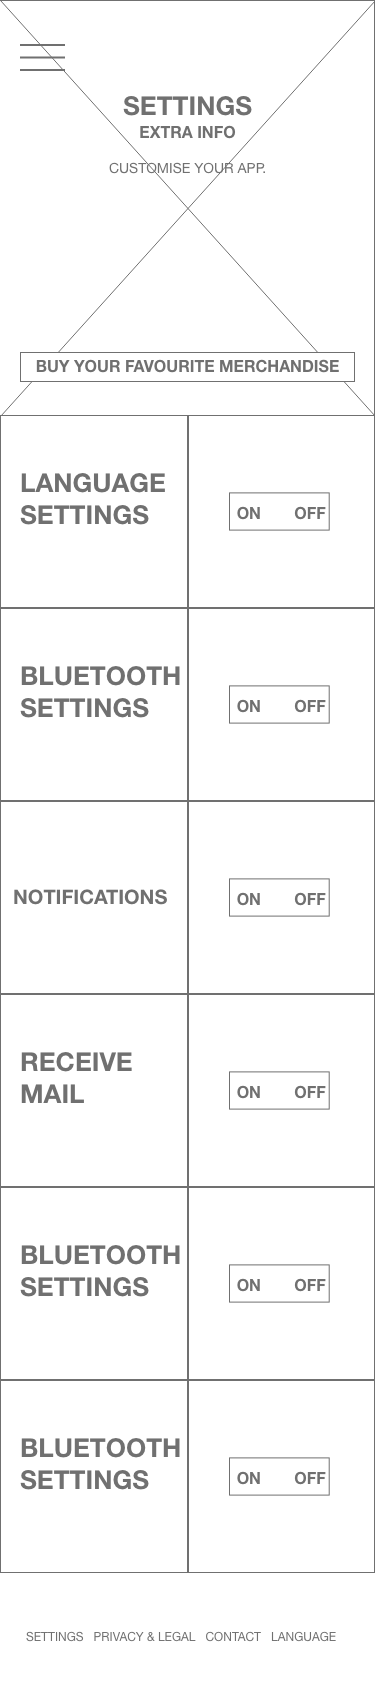 SETTINGS
EXTRA INFO
CUSTOMISE YOUR APP.
BUY YOUR FAVOURITE MERCHANDISE
LANGUAGE
SETTINGS
ON OFF
BLUETOOTH
SETTINGS
ON OFF
NOTIFICATIONS
ON OFF
RECEIVE
MAIL
ON OFF
BLUETOOTH
SETTINGS
ON OFF
BLUETOOTH
SETTINGS
ON OFF
SETTINGS PRIVACY & LEGAL CONTACT LANGUAGE